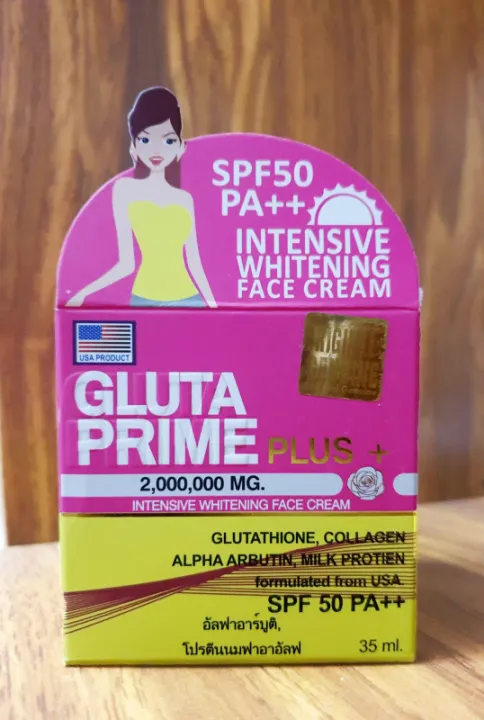 SPF50
PA++
INTENSIVE
WHITENING
FACE CREAM
USA PRODUCT
GLUTA
PRIME PLUS +
2,000,000 MG.
INTENSIVE WHITENING FACE CREAM
GLUTATHIONE, COLLAGEN
ALPHA ARBUTIN, MILK PROTIEN
formulated from USA.
SPF 50 PA++
อัลฟาอาร์บูติ,
โปรตีนนมฟาอาอัลฟ
35 ml.